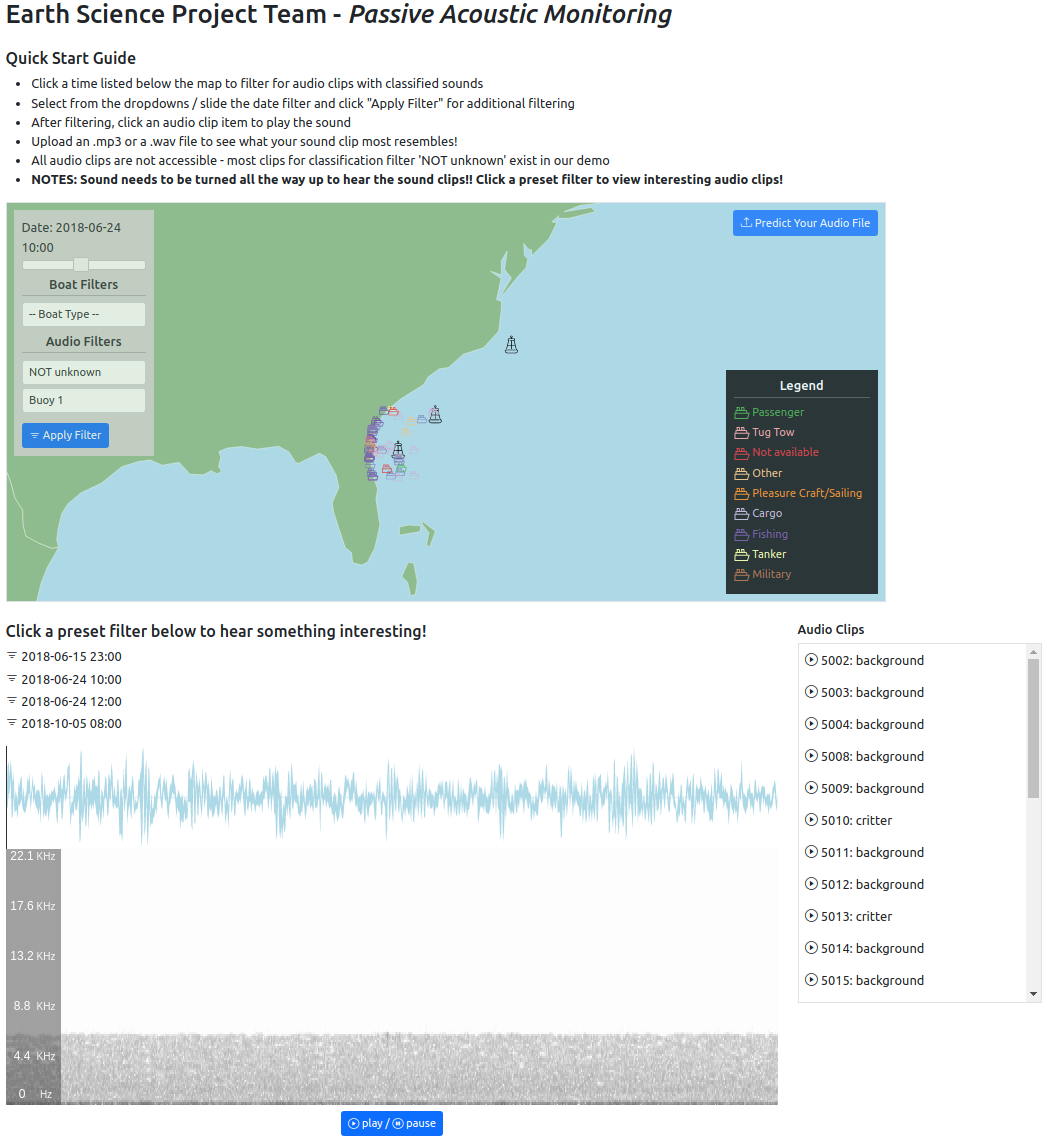 Earth Science Project Team - Passive Acoustic Monitoring
Quick Start Guide
Click a time listed below the map to filter for audio clips with classified sounds
Select from the dropdowns / slide the date filter and click "Apply Filter" for additional filtering
After filtering, click an audio clip item to play the sound
Upload an .mp3 or a .wav file to see what your sound clip most resembles!
All audio clips are not accessible - most clips for classification filter 'NOT unknown' exist in our demo
NOTES: Sound needs to be turned all the way up to hear the sound clips!! Click a preset filter to view interesting audio clips!
Date: 2018-06-24
10:00
Boat Filters
-- Boat Type --
Audio Filters
NOT unknown
Buoy 1
Apply Filter
Predict Your Audio File
Legend
Passenger
Tug Tow
Not available
Other
Pleasure Craft/Sailing
Cargo
Fishing
Tanker
Military
Click a preset filter below to hear something interesting!
2018-06-15 23:00
2018-06-24 10:00
2018-06-24 12:00
2018-10-05 08:00
22.1 KHz
17.6 KHz
13.2 KHz
8.8 KHz
4.4 KHz
0 Hz
play / pause
Audio Clips
5002: background
5003: background
5004: background
5008: background
5009: background
5010: critter
5011: background
5012: background
5013: critter
5014: background
5015: background